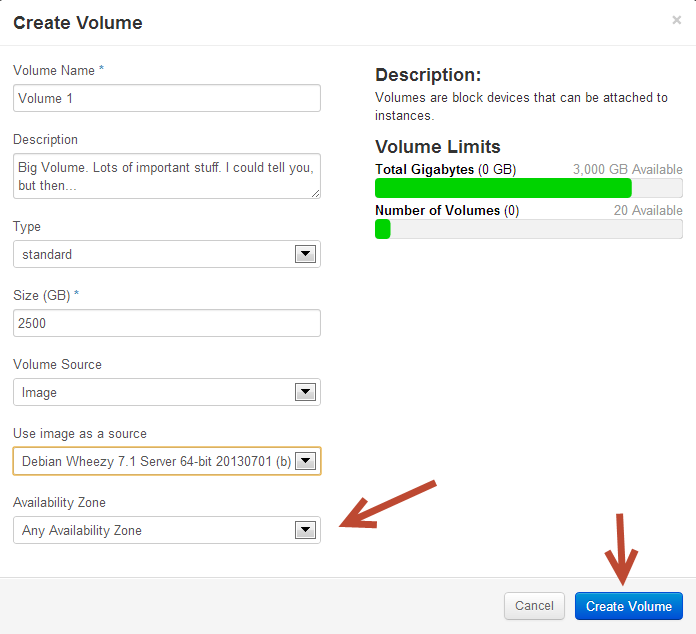 Create Volume
×
Volume Name *
Volume 1
Description
Big Volume. Lots of important stuff. I could tell you,
but then...
Type
standard
Size (GB) *
2500
Volume Source
Image
Use image as a source
Debian Wheezy 7.1 Server 64-bit 20130701 (b)
Availability Zone
Any Availability Zone
Description:
Volumes are block devices that can be attached to
instances.
Volume Limits
Total Gigabytes (0 GB) 3,000 GB Available
Number of Volumes (0) 20 Available
Cancel
Create Volume